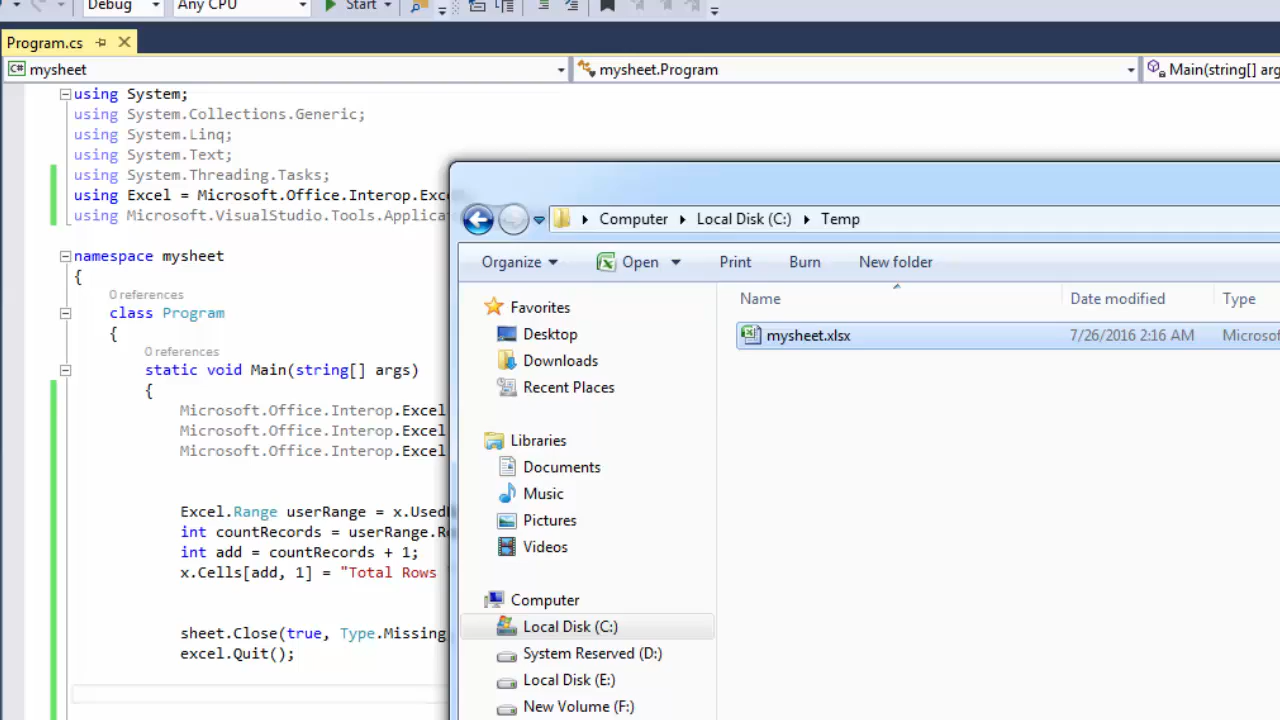 Debug Any CPU Start
Program.cs
mysheet mysheet.Program Main(string[] arg
using System;
using System.Collections.Generic;
using System.Linq;
using System.Text;
using System.Threading.Tasks;
using Excel = Microsoft.Office.Interop.Exc
using Microsoft.VisualStudio.Tools.Applica
namespace mysheet
{
0 references
class Program
{
0 references
static void Main(string[] args)
{
Microsoft.Office.Interop.Excel
Microsoft.Office.Interop.Excel
Microsoft.Office.Interop.Excel
Excel.Range userRange = x.Used
int countRecords = userRange.R
int add = countRecords + 1;
x.Cells[add, 1] = "Total Rows
sheet.Close(true, Type.Missing
excel.Quit();
Computer Local Disk (C:) Temp
Organize Open Print Burn New folder
Name Date modified Type
mysheet.xlsx 7/26/2016 2:16 AM Microso
Favorites
Desktop
Downloads
Recent Places
Libraries
Documents
Music
Pictures
Videos
Computer
Local Disk (C:)
System Reserved (D:)
Local Disk (E:)
New Volume (F:)